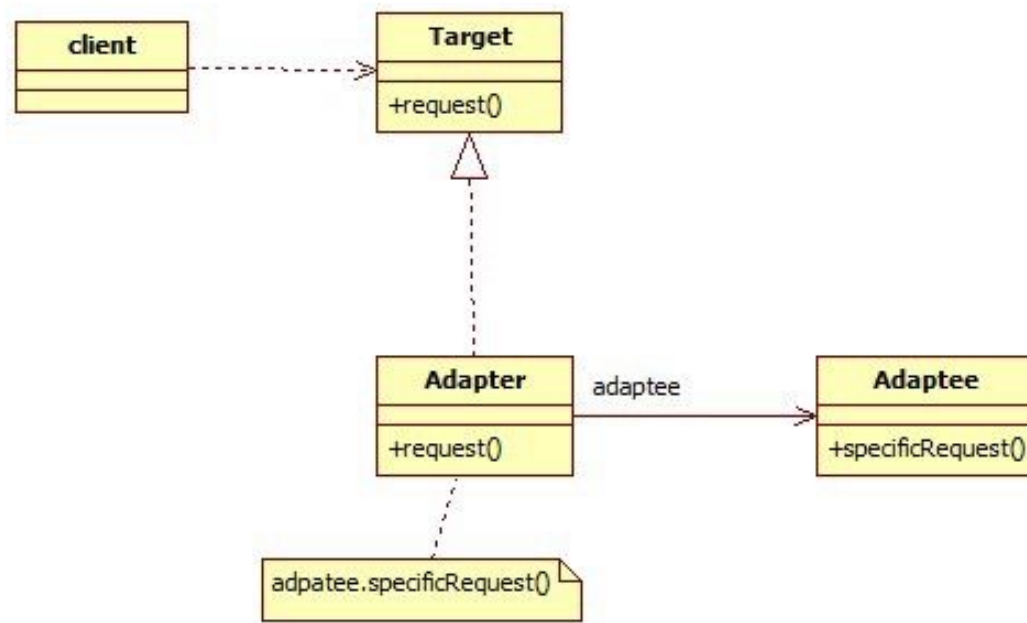 client
Target
+request()
Adapter
+request()
adaptee
Adaptee
+specificRequest()
adpatee.specificRequest()